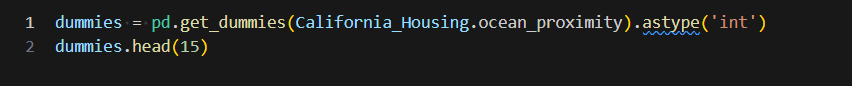 1 dummies = pd.get_dummies(California_Housing.ocean_proximity).astype('int')
2 dummies.head(15)